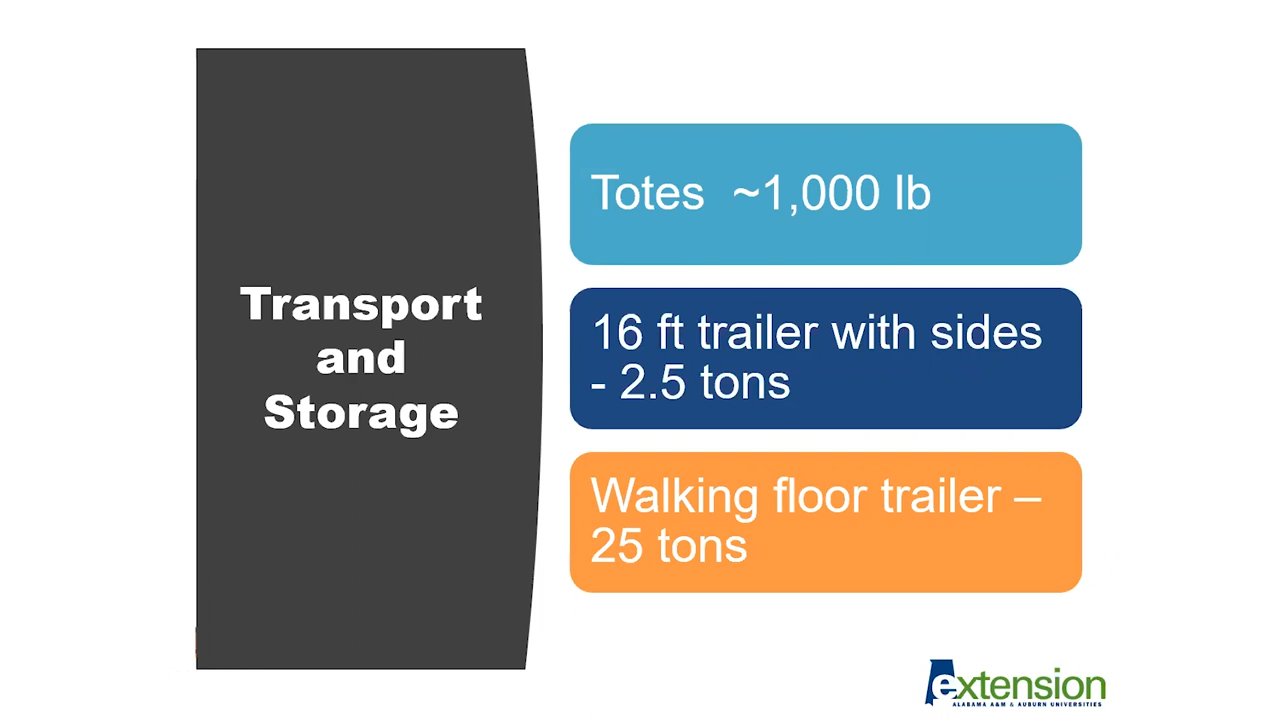 Transport
and
Storage
Totes ~1,000 lb
16 ft trailer with sides
- 2.5 tons
Walking floor trailer –
25 tons
extension
ALABAMA A&M & AUBURN UNIVERSITIES